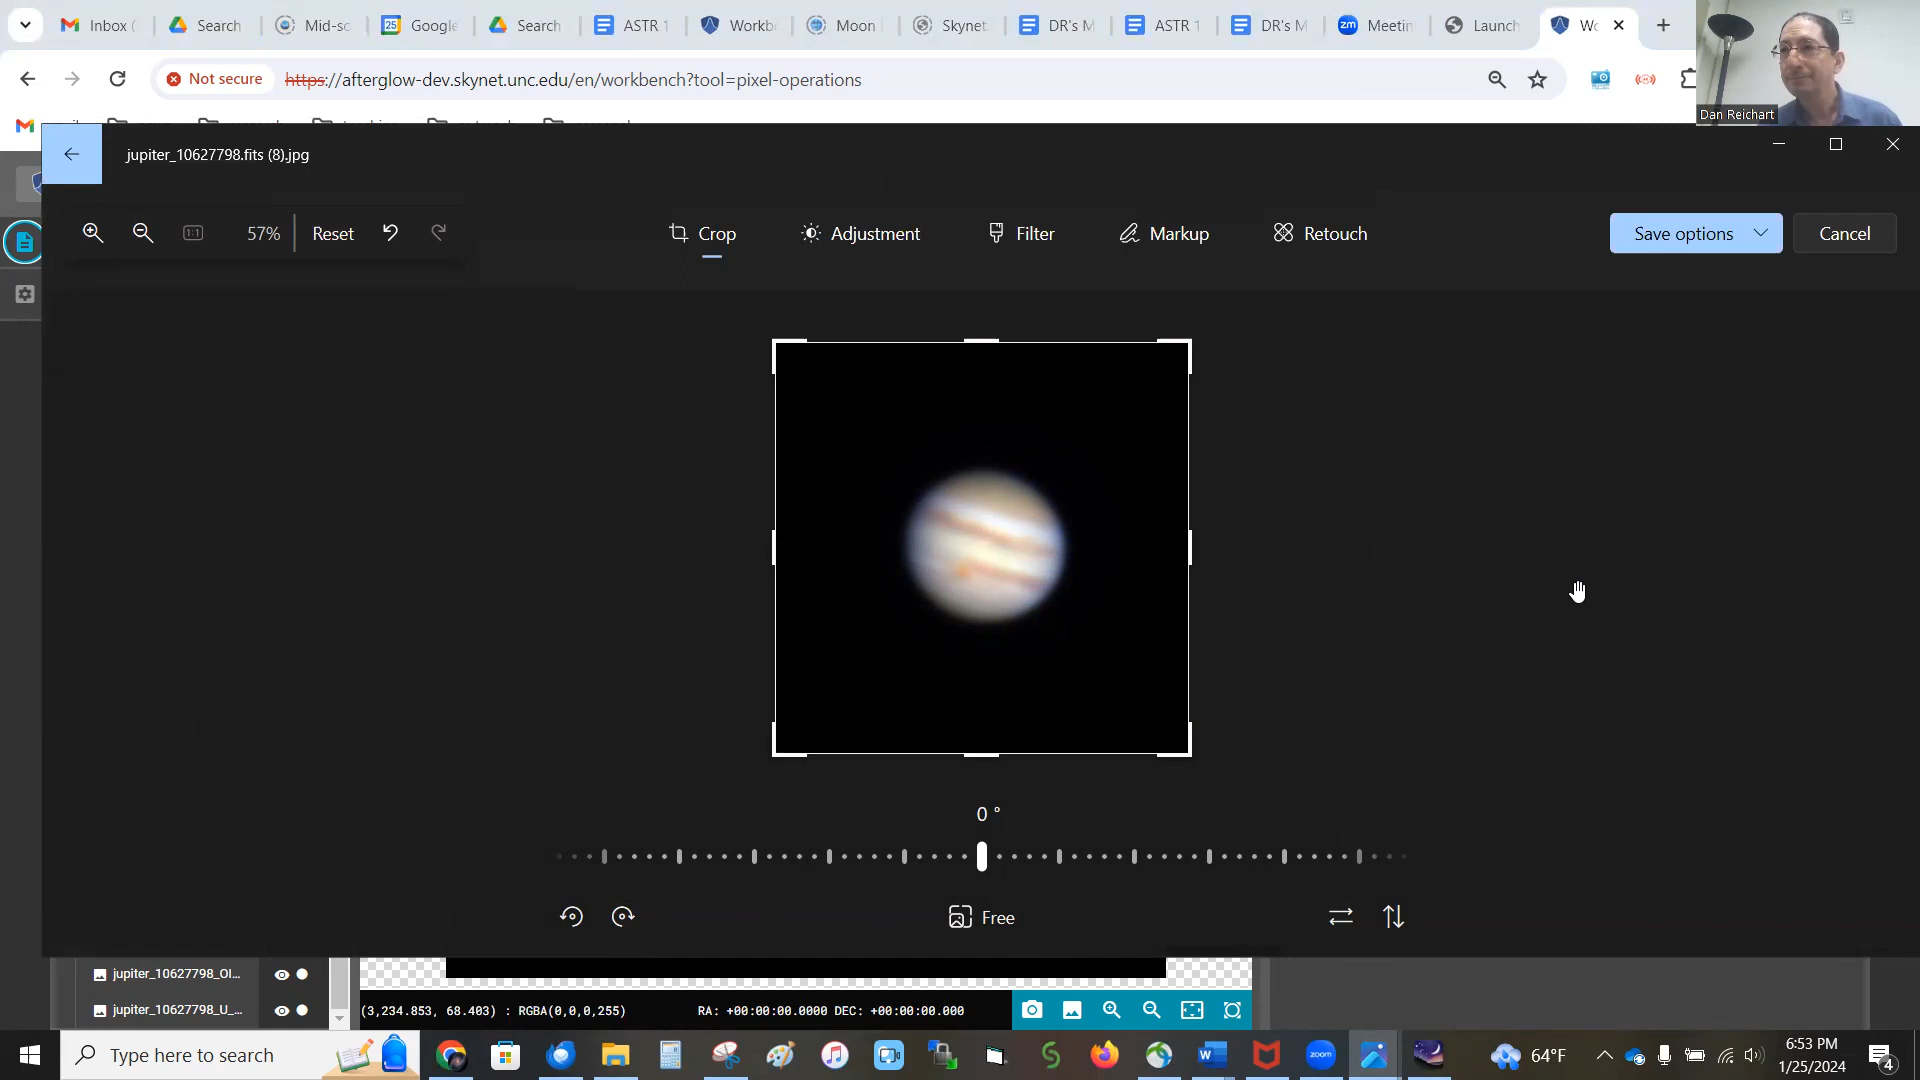 Inbox (
Search
Mid-sc
Google
Search
ASTR 1
Workb
Moon
Skynet
DR's M
ASTR 1
DR's M
Meetin
Launch
Wo
Not secure
https://afterglow-dev.skynet.unc.edu/en/workbench?tool=pixel-operations
Dan Reichart
jupiter_10627798.fits (8).jpg
57%
Reset
Crop
Adjustment
Filter
Markup
Retouch
Save options
Cancel
0 °
Free
jupiter_10627798_Ol...
jupiter_10627798_U_...
(3,234.853, 68.403) : RGBA(0,0,0,255)
RA: +00:00:00.0000 DEC: +00:00:00.000
Type here to search
zoom
64°F
6:53 PM
1/25/2024
4